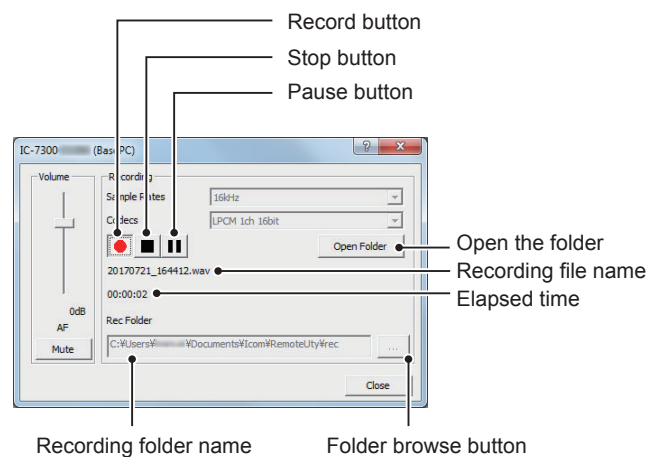 Record button
Stop button
Pause button
IC-7300 (Base PC)
Volume
Recording
Sample Rates 16kHz
Codecs LPCM 1ch 16bit
Open Folder
Open the folder
20170721_164412.wav
Recording file name
00:00:02
Elapsed time
0dB
AF
Rec Folder
Mute
C:¥Users¥ ¥Documents¥Icom¥RemoteUty¥rec
...
Close
Recording folder name
Folder browse button